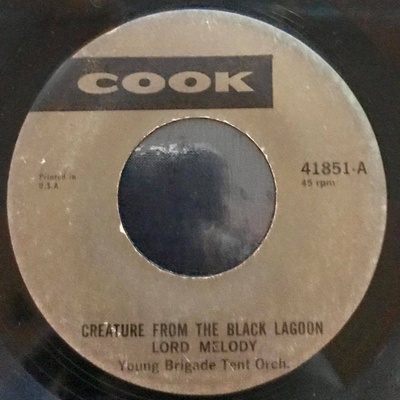 COOK
Printed in
U.S.A
41851-A
45 rpm
CREATURE FROM THE BLACK LAGOON
LORD MELODY
Young Brigade Tent Orch.